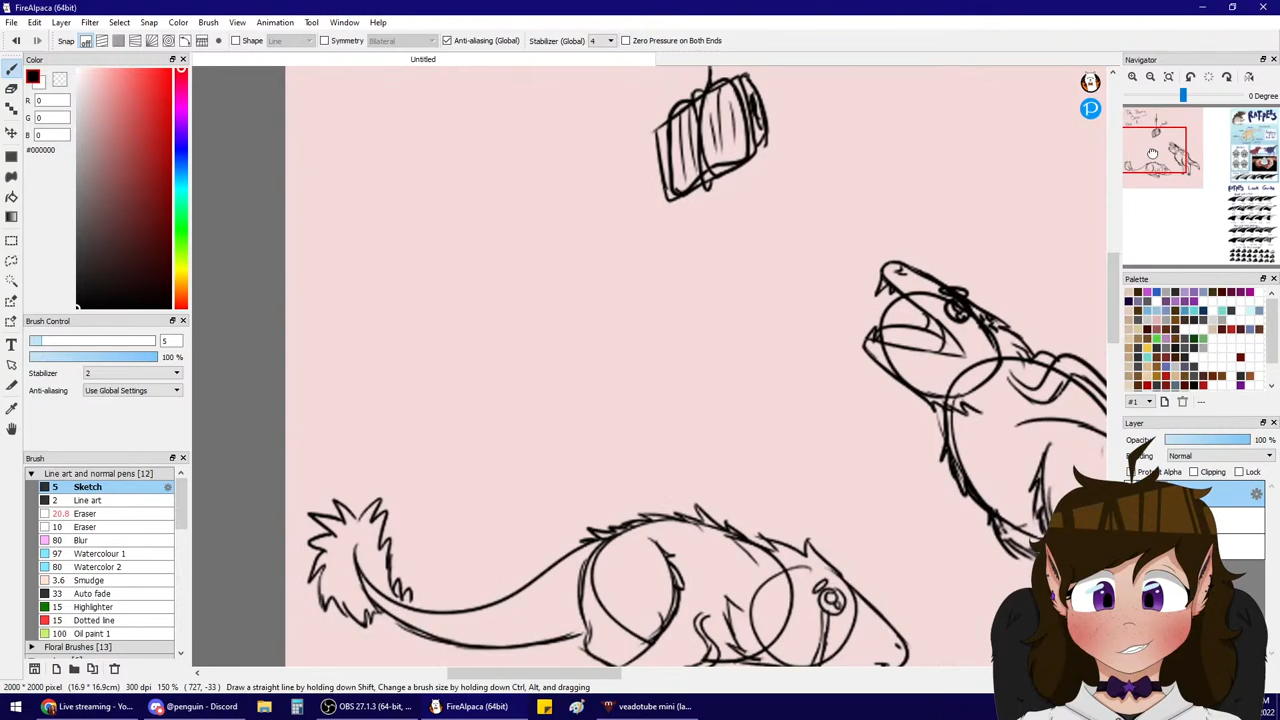 FireAlpaca (64bit)
File Edit Layer Filter Select Snap Color Brush View Animation Tool Window Help
Snap off Shape Line Symmetry Bilateral Anti-aliasing (Global) Stabilizer (Global) 4 Zero Pressure on Both Ends
Color
Untitled
Navigator
R 0
G 0
B 0
#000000
0 Degree
RATPELS
Brush Control
5
100 %
Stabilizer 2
Anti-aliasing Use Global Settings
Palette
#1
---
Layer
Opacity 100 %
Normal
Protect Alpha Clipping Lock
Brush
Line art and normal pens [12]
5 Sketch
2 Line art
20.8 Eraser
10 Eraser
80 Blur
97 Watercolour 1
80 Watercolor 2
3.6 Smudge
33 Auto fade
15 Highlighter
15 Dotted line
100 Oil paint 1
Floral Brushes [13]
2000 * 2000 pixel (16.9 * 16.9cm) 300 dpi 150 % (727, -33) Draw a straight line by holding down Shift, Change a brush size by holding down Ctrl, Alt, and dragging
Live streaming - Yo...
@penguin - Discord
OBS 27.1.3 (64-bit, ...
FireAlpaca (64bit)
veadotube mini (la...
2022